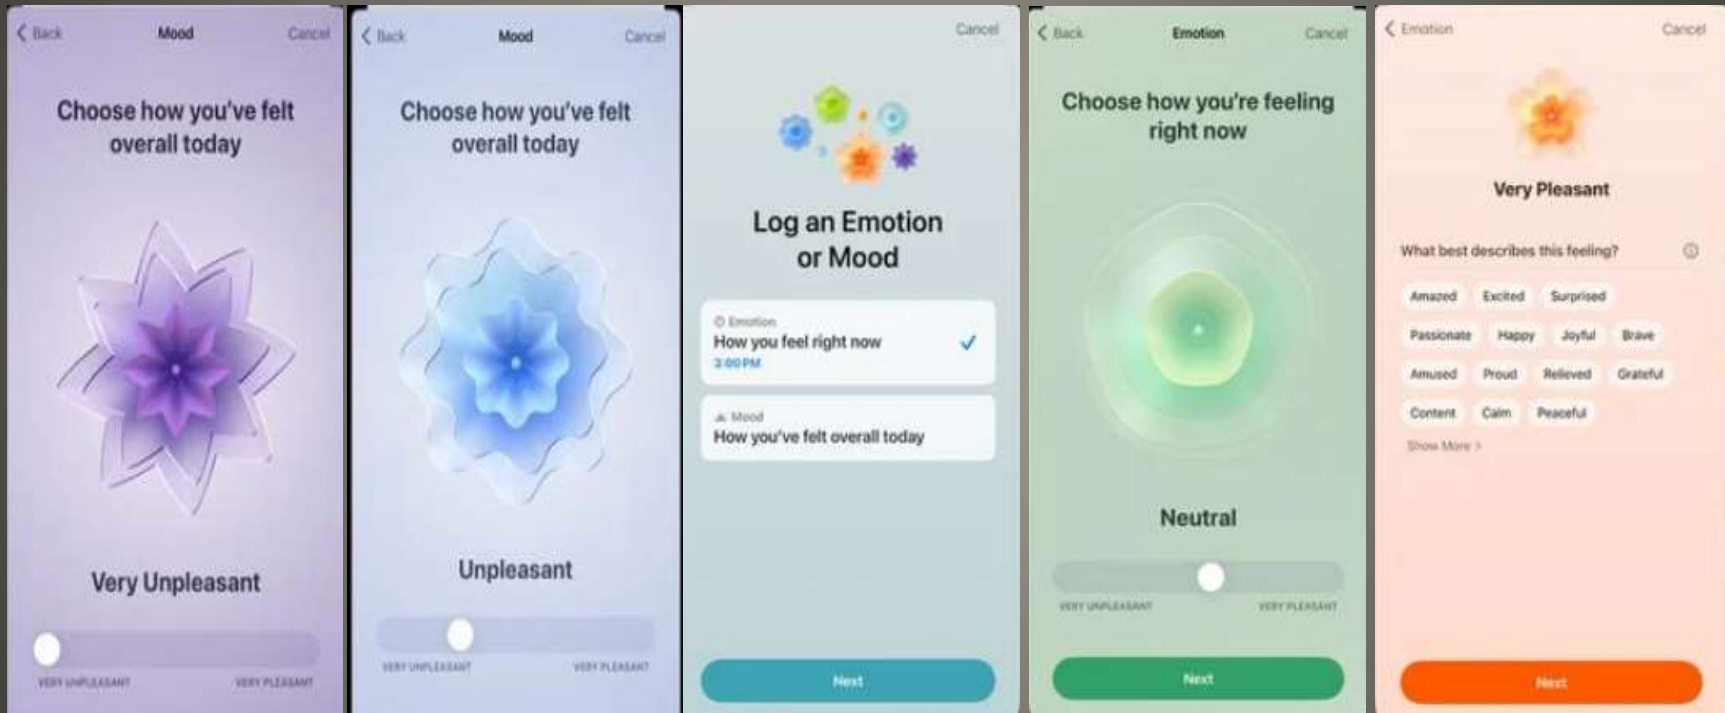 Back
Mood
Cancel
Choose how you've felt
overall today
Very Unpleasant
VERY UNPLEASANT
VERY PLEASANT
Back
Mood
Cancel
Choose how you've felt
overall today
Unpleasant
VERY UNPLEASANT
VERY PLEASANT
Cancel
Log an Emotion
or Mood
Emotion
How you feel right now
3:00 PM
Mood
How you've felt overall today
Next
Back
Emotion
Cancel
Choose how you're feeling
right now
Neutral
VERY UNPLEASANT
VERY PLEASANT
Next
Emotion
Cancel
Very Pleasant
What best describes this feeling?
Amazed Excited Surprised
Passionate Happy Joyful Brave
Amused Proud Relieved Grateful
Content Calm Peaceful
Show More >
Next